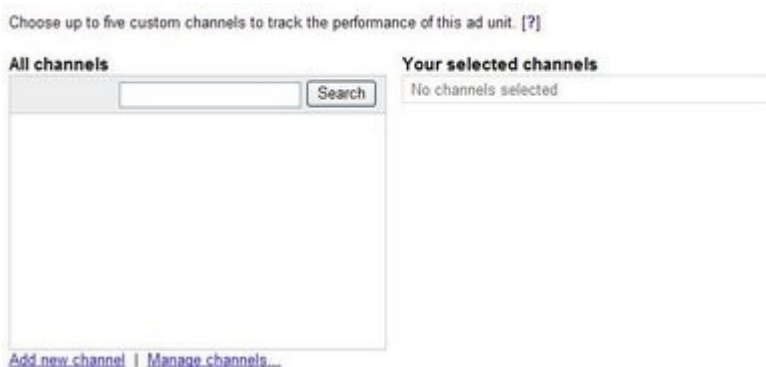 Choose up to five custom channels to track the performance of this ad unit. [?]
All channels
Search
Your selected channels
No channels selected
Add new channel | Manage channels...